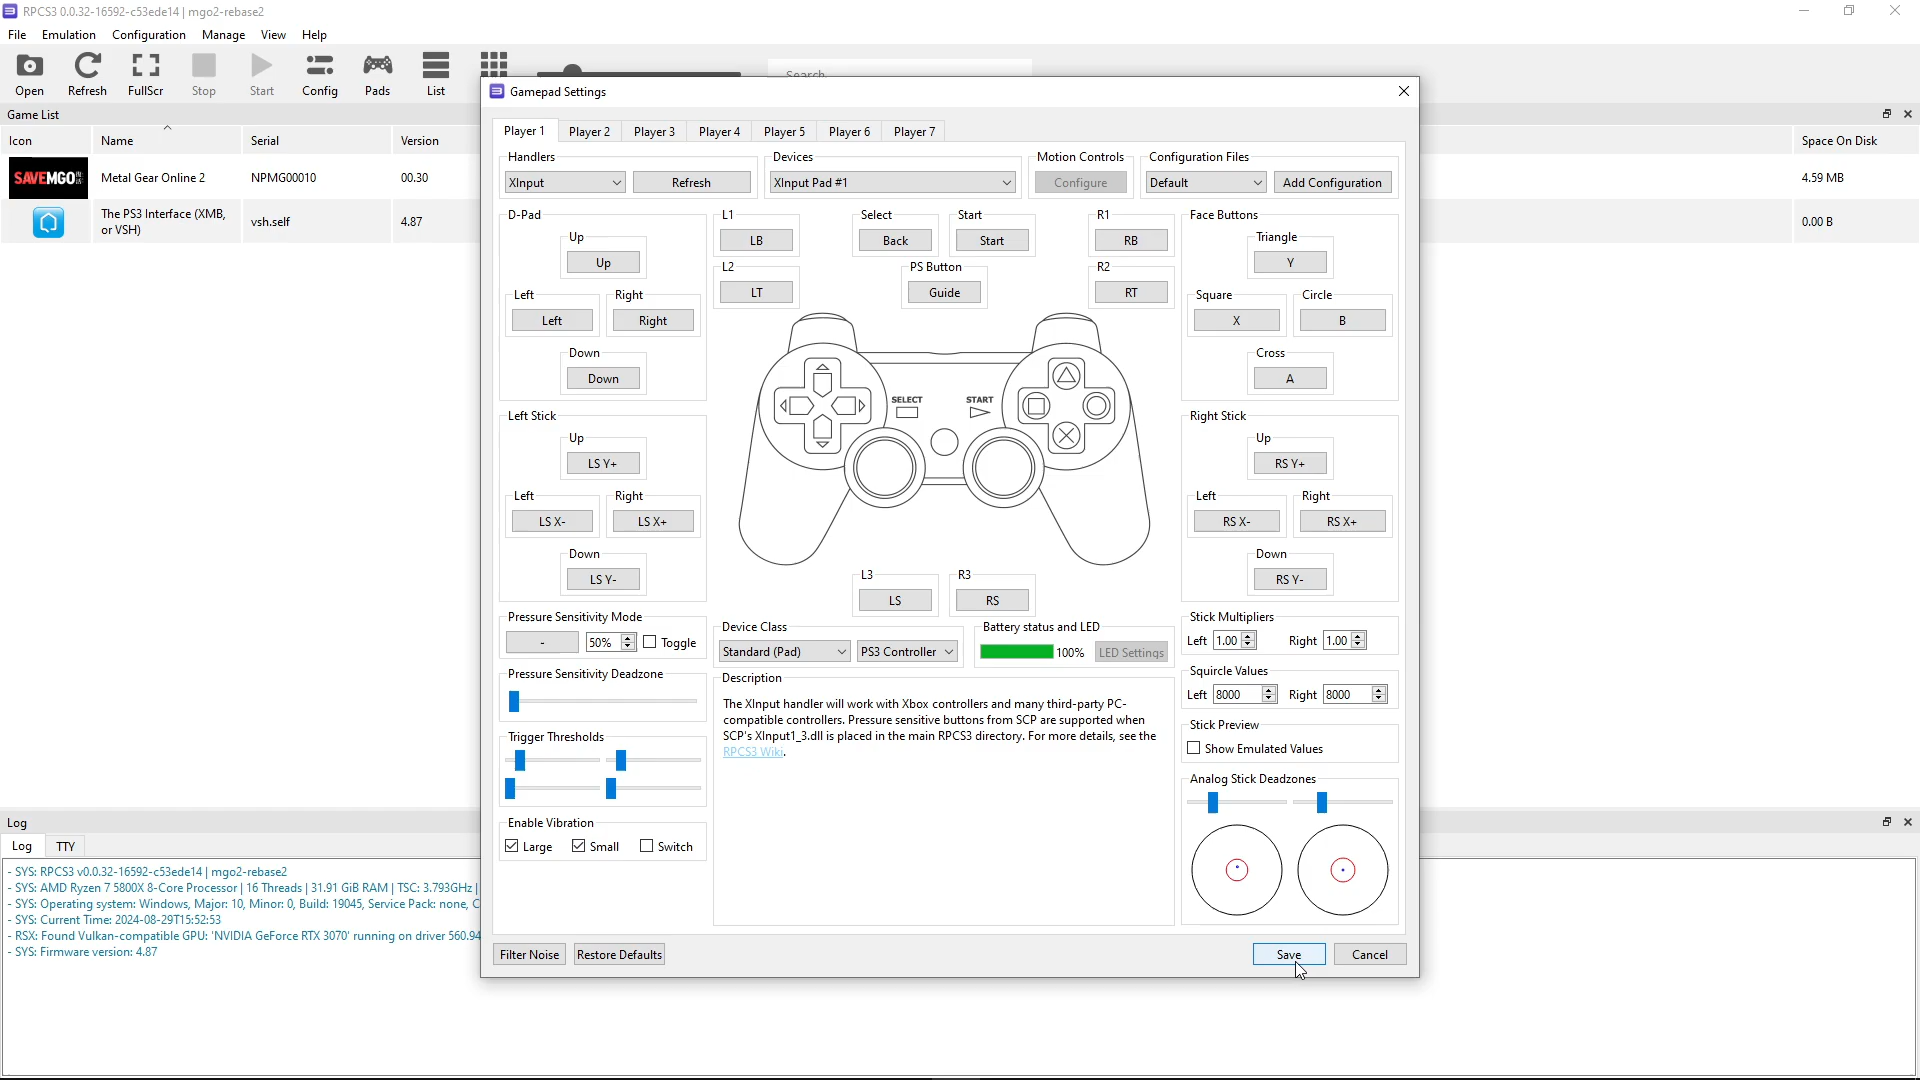 RPCS3 0.0.32-16592-c53ede14 | mgo2-rebase2
File Emulation Configuration Manage View Help
Open Refresh FullScr Stop Start Config Pads List
Search
Game List
Icon Name Serial Version Space On Disk
SAVEMGO Metal Gear Online 2 NPMG00010 00.30 4.59 MB
The PS3 Interface (XMB, or VSH) vsh.self 4.87 0.00 B
Gamepad Settings
Player 1 Player 2 Player 3 Player 4 Player 5 Player 6 Player 7
Handlers Devices Motion Controls Configuration Files
XInput Refresh XInput Pad #1 Configure Default Add Configuration
D-Pad L1 Select Start R1 Face Buttons
Up LB Back Start RB Triangle
Up L2 PS Button R2 Y
Left Right LT Guide RT Square Circle
Left Right X B
Down Cross
Down A
SELECT START
Left Stick Right Stick
Up Up
LS Y+ RS Y+
Left Right Left Right
LS X- LS X+ RS X- RS X+
Down Down
LS Y- RS Y-
L3 R3
LS RS
Pressure Sensitivity Mode Device Class Battery status and LED Stick Multipliers
- 50% Toggle Standard (Pad) PS3 Controller 100% LED Settings Left 1.00 Right 1.00
Pressure Sensitivity Deadzone Description Squircle Values
Left 8000 Right 8000
The XInput handler will work with Xbox controllers and many third-party PC-
compatible controllers. Pressure sensitive buttons from SCP are supported when
SCP's XInput1_3.dll is placed in the main RPCS3 directory. For more details, see the
RPCS3 Wiki.
Trigger Thresholds Stick Preview
Show Emulated Values
Analog Stick Deadzones
Enable Vibration
Large Small Switch
Filter Noise Restore Defaults Save Cancel
Log
Log TTY
- SYS: RPCS3 v0.0.32-16592-c53ede14 | mgo2-rebase2
- SYS: AMD Ryzen 7 5800X 8-Core Processor | 16 Threads | 31.91 GiB RAM | TSC: 3.793GHz |
- SYS: Operating system: Windows, Major: 10, Minor: 0, Build: 19045, Service Pack: none, C
- SYS: Current Time: 2024-08-29T15:52:53
- RSX: Found Vulkan-compatible GPU: 'NVIDIA GeForce RTX 3070' running on driver 560.94
- SYS: Firmware version: 4.87